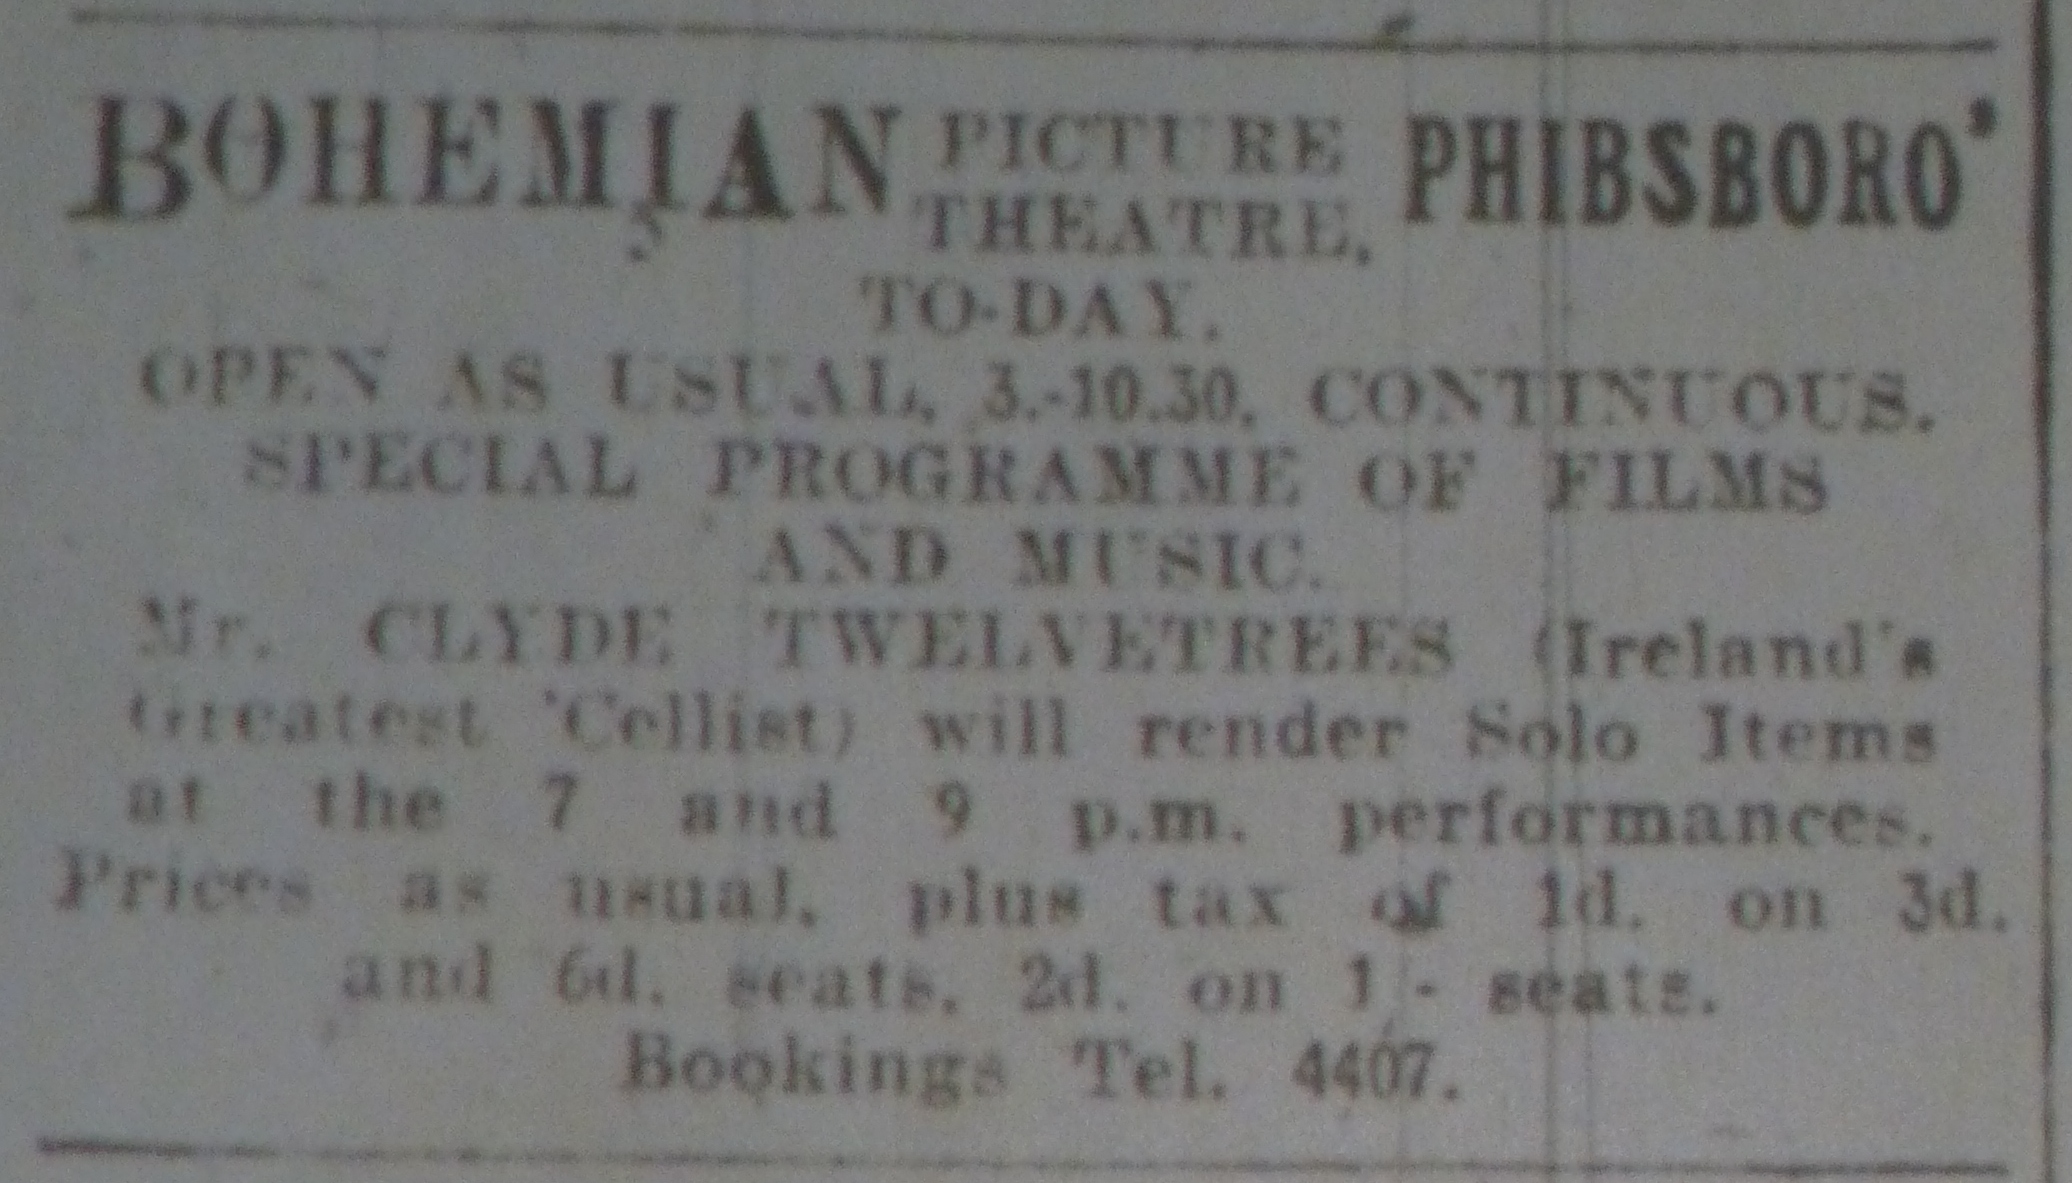 BOHEMIAN PICTURE THEATRE, PHIBSBORO'
TO-DAY.
OPEN AS USUAL, 3.-10.30, CONTINUOUS.
SPECIAL PROGRAMME OF FILMS
AND MUSIC.
Mr. CLYDE TWELVETREES (Ireland's
Greatest 'Cellist) will render Solo Items
at the 7 and 9 p.m. performances.
Prices as usual, plus tax of 1d. on 3d.
and 6d. seats, 2d. on 1/- seats.
Bookings Tel. 4407.